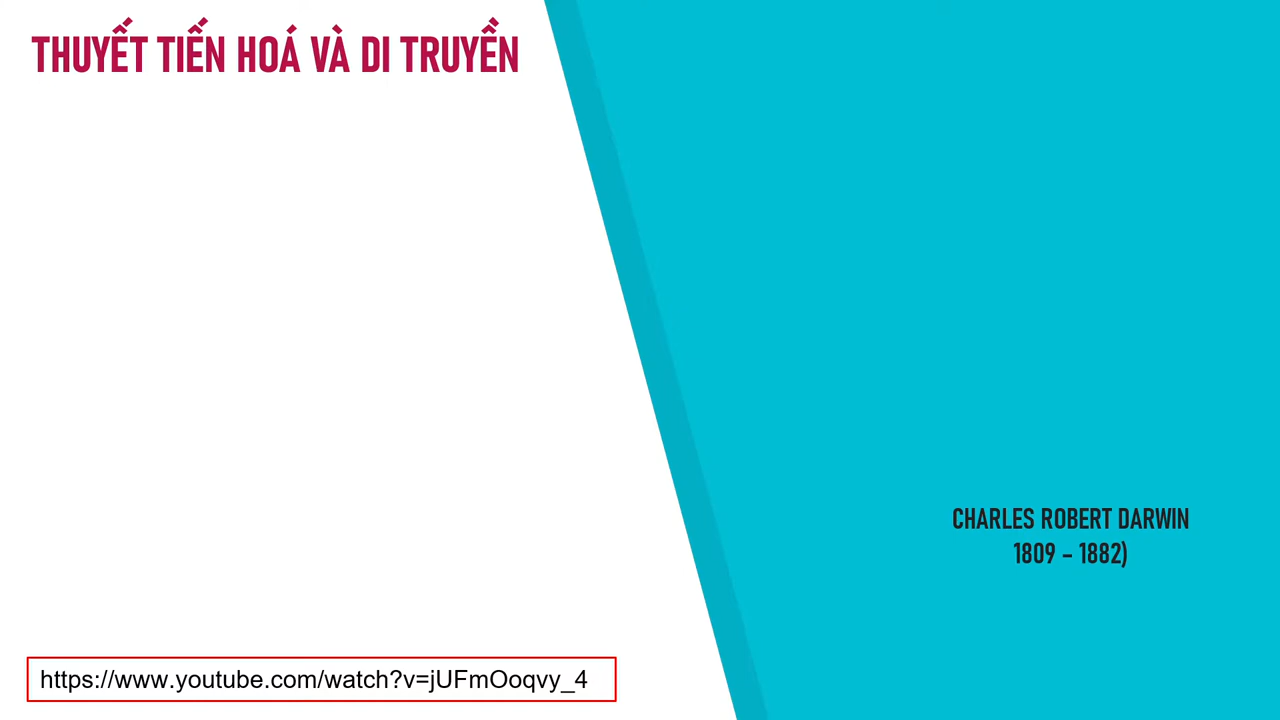 THUYẾT TIẾN HOÁ VÀ DI TRUYỀN
CHARLES ROBERT DARWIN
1809 - 1882)
https://www.youtube.com/watch?v=jUFmOoqvy_4